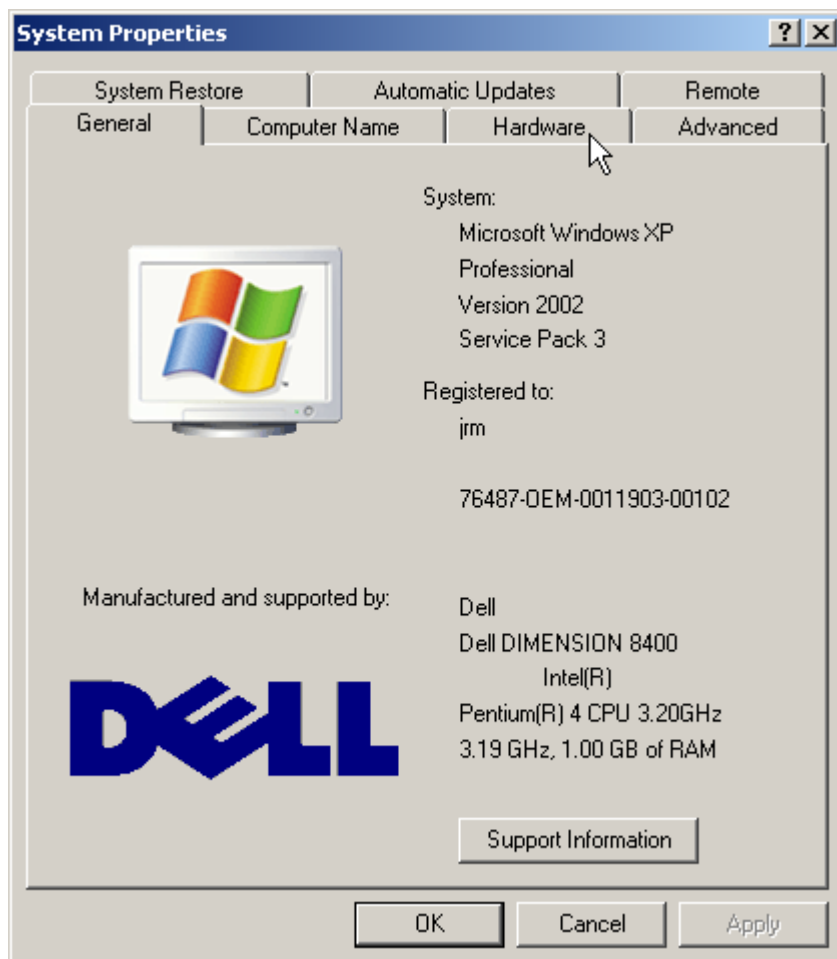 System Properties
System Restore
Automatic Updates
Remote
General
Computer Name
Hardware
Advanced
System:
Microsoft Windows XP
Professional
Version 2002
Service Pack 3
Registered to:
jrm
76487-OEM-0011903-00102
Manufactured and supported by:
DELL
Dell
Dell DIMENSION 8400
Intel(R)
Pentium(R) 4 CPU 3.20GHz
3.19 GHz, 1.00 GB of RAM
Support Information
OK
Cancel
Apply